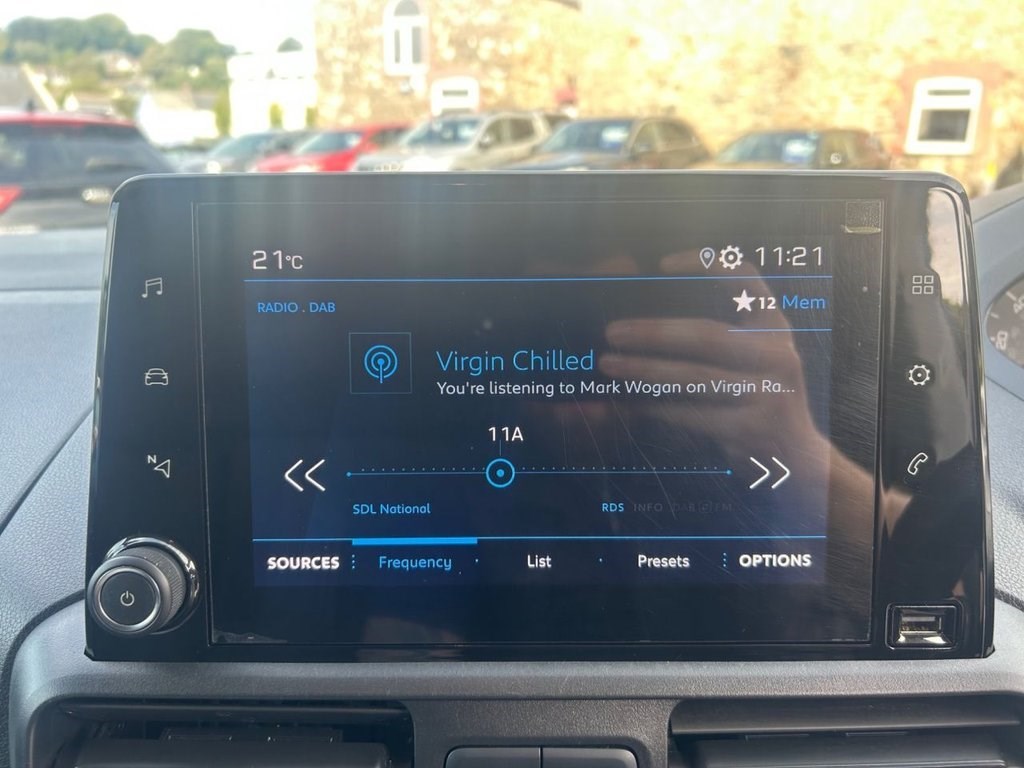 21°C 11:21
RADIO . DAB ★12 Mem
Virgin Chilled
You're listening to Mark Wogan on Virgin Ra...
11A
SDL National RDS INFO
SOURCES Frequency List Presets OPTIONS
N